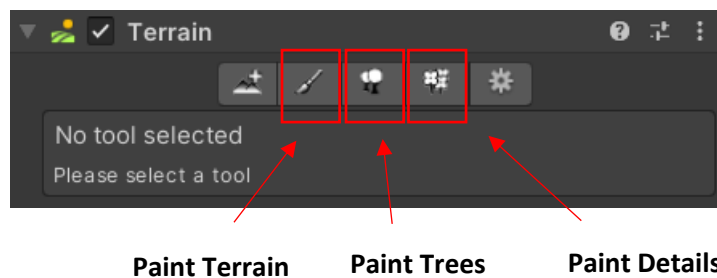 Terrain
No tool selected
Please select a tool
Paint Terrain Paint Trees Paint Details